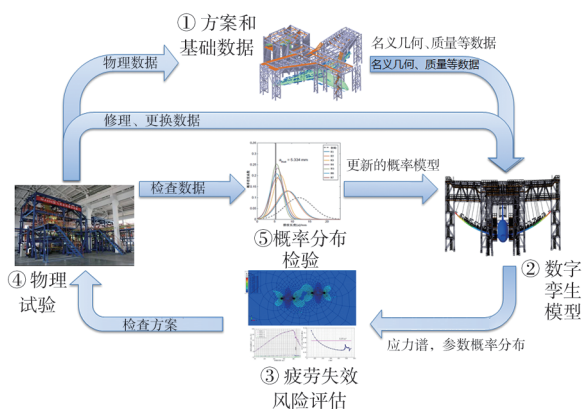 ① 方案和
基础数据
物理数据
名义几何、质量等数据
名义几何、质量等数据
修理、更换数据
检查数据
更新的概率模型
⑤概率分布
检验
④ 物理
试验
② 数字
孪生
模型
检查方案
应力谱，参数概率分布
③ 疲劳失效
风险评估